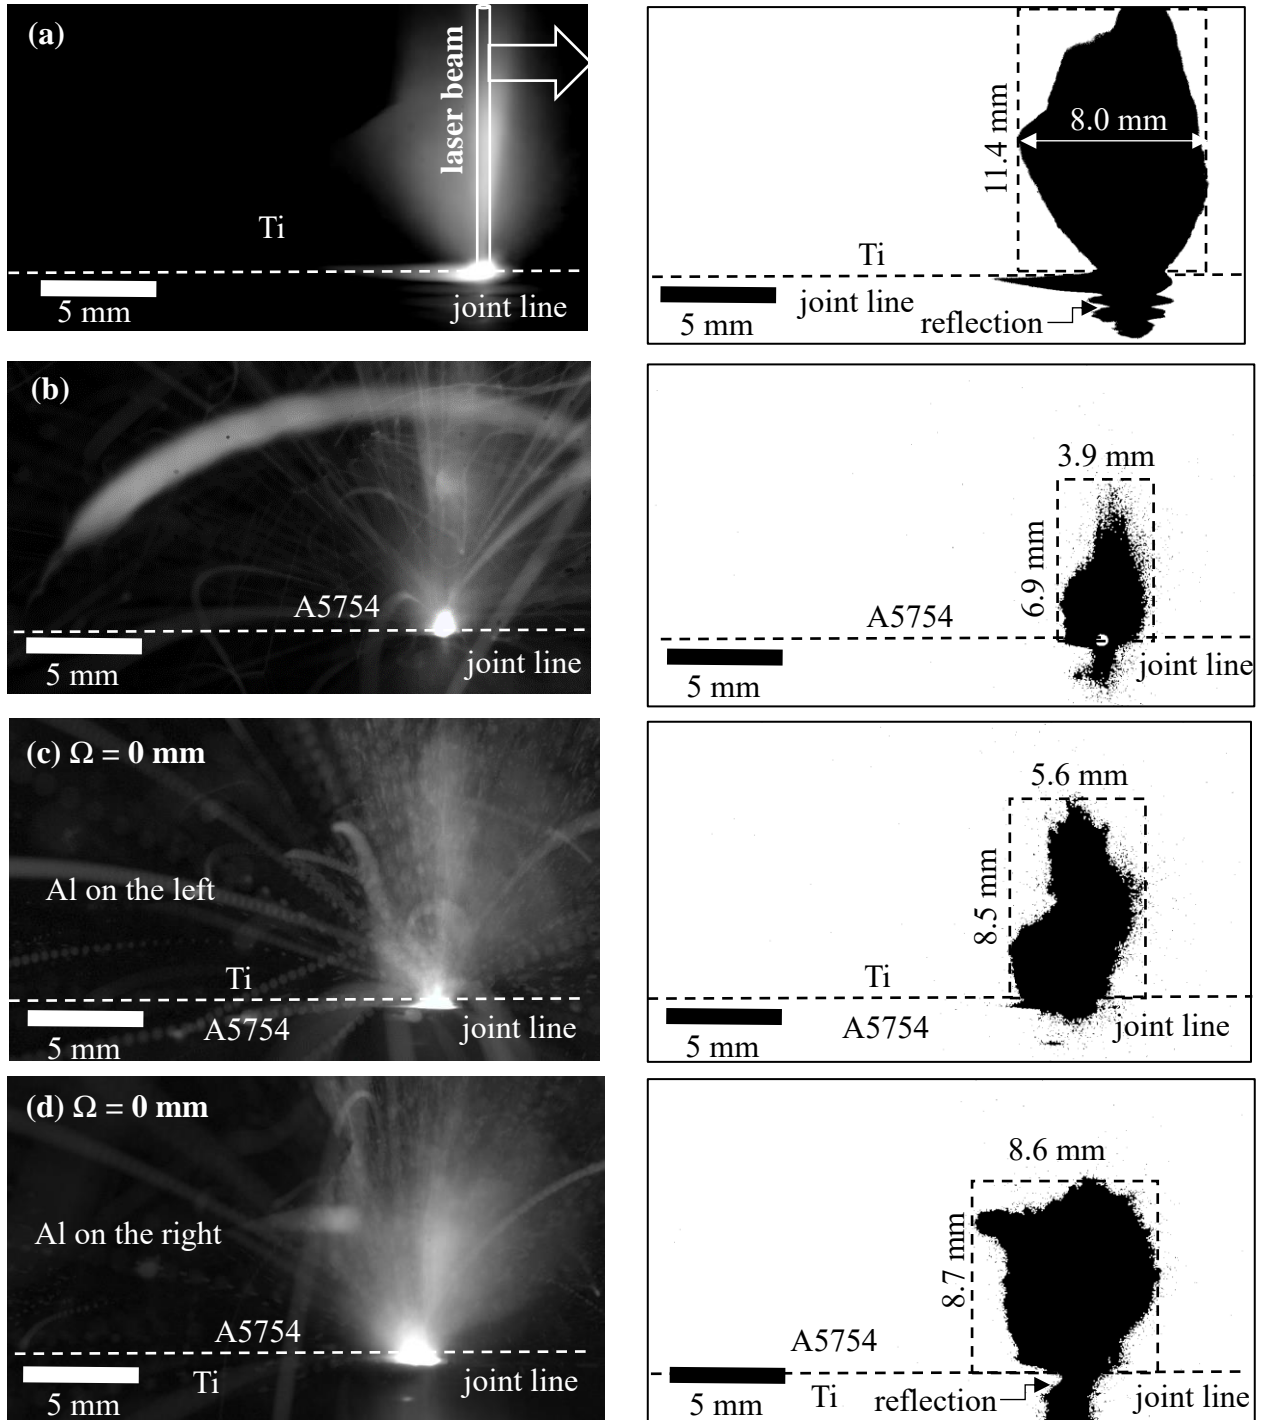 (a)
laser beam
Ti
5 mm
joint line
8.0 mm
11.4 mm
Ti
5 mm
joint line
reflection
(b)
A5754
5 mm
joint line
3.9 mm
6.9 mm
A5754
5 mm
joint line
(c) Ω = 0 mm
Al on the left
Ti
A5754
5 mm
joint line
5.6 mm
8.5 mm
Ti
A5754
5 mm
joint line
(d) Ω = 0 mm
Al on the right
A5754
Ti
5 mm
joint line
8.6 mm
8.7 mm
A5754
Ti
5 mm
reflection
joint line